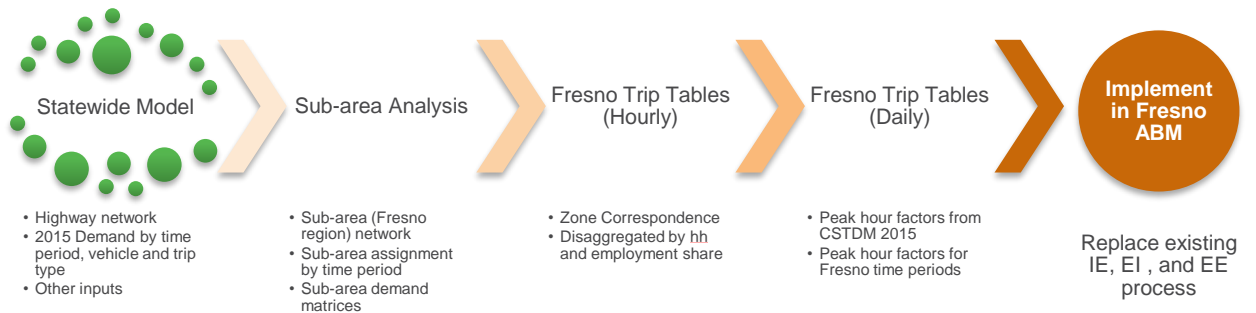 Statewide Model
Sub-area Analysis
Fresno Trip Tables
(Hourly)
Fresno Trip Tables
(Daily)
Implement
in Fresno
ABM
• Highway network
• 2015 Demand by time
period, vehicle and trip
type
• Other inputs
• Sub-area (Fresno
region) network
• Sub-area assignment
by time period
• Sub-area demand
matrices
• Zone Correspondence
• Disaggregated by hh
and employment share
• Peak hour factors from
CSTDM 2015
• Peak hour factors for
Fresno time periods
Replace existing
IE, EI , and EE
process